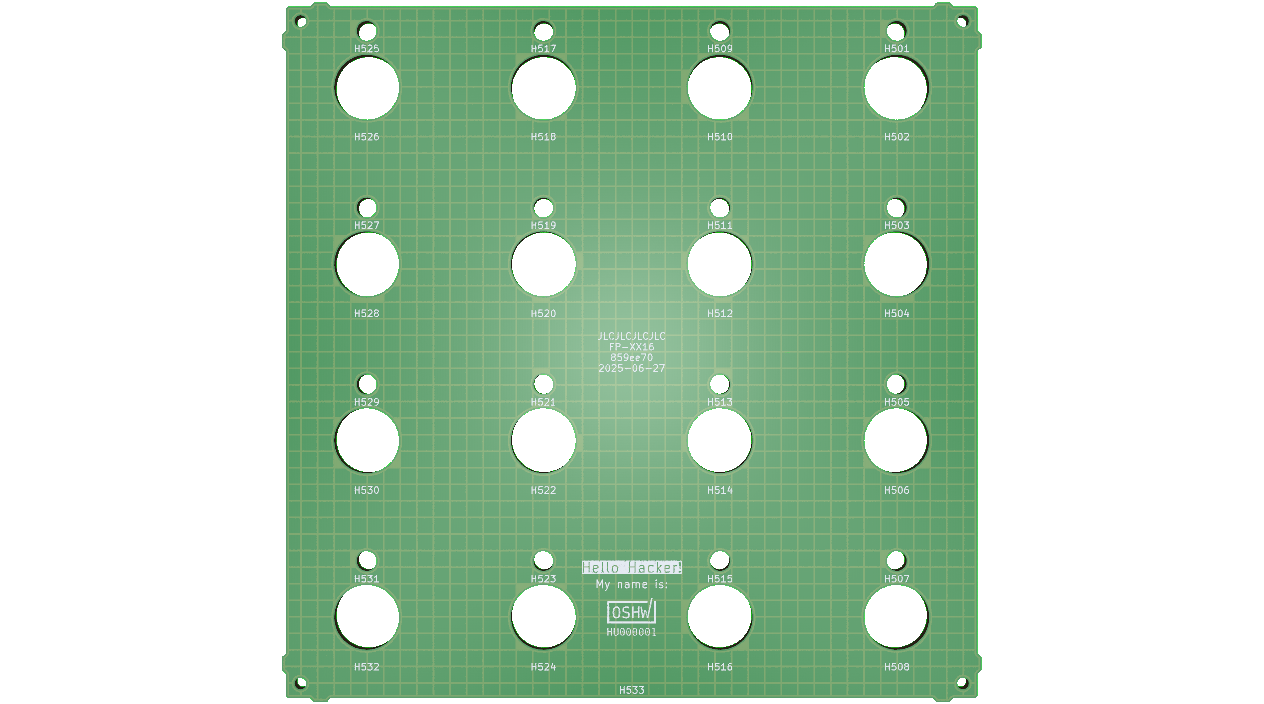 H525 H517 H509 H501
H526 H518 H510 H502
H527 H519 H511 H503
H528 H520 H512 H504
JLCJLCJLCJLC
FP-XX16
859ee70
2025-06-27
H529 H521 H513 H505
H530 H522 H514 H506
Hello Hacker!
H531 H523 H515 H507
My name is:
OSHW
HU000001
H532 H524 H516 H508
H533